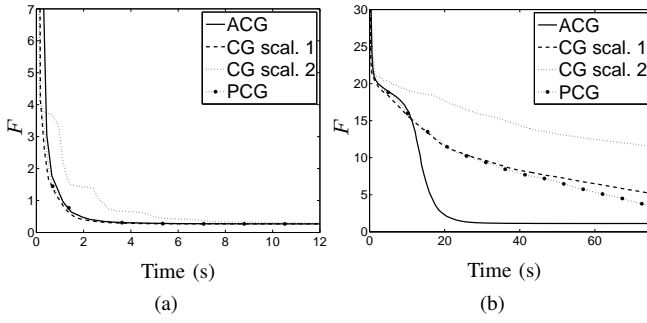 7
6
5
4
3
2
1
0
F
0 2 4 6 8 10 12
Time (s)
ACG
CG scal. 1
CG scal. 2
PCG
(a)
30
25
20
15
10
5
0
F
0 20 40 60
Time (s)
ACG
CG scal. 1
CG scal. 2
PCG
(b)